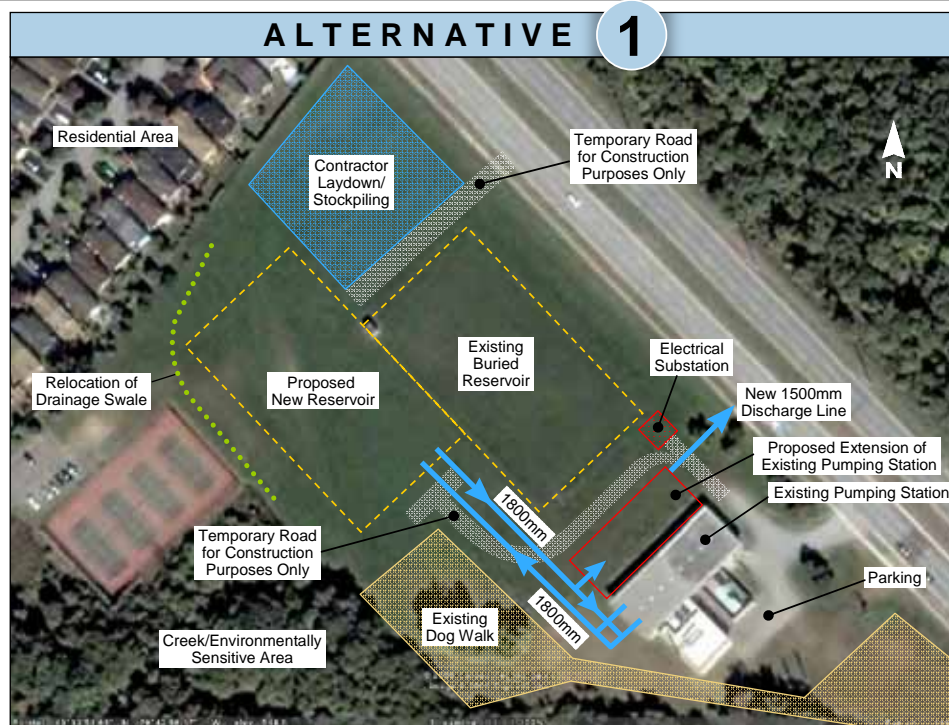 ALTERNATIVE 1
Residential Area
Contractor
Laydown/
Stockpiling
Temporary Road
for Construction
Purposes Only
N
Existing
Buried
Reservoir
Electrical
Substation
Relocation of
Drainage Swale
Proposed
New Reservoir
New 1500mm
Discharge Line
Proposed Extension of
Existing Pumping Station
Existing Pumping Station
1800mm
Temporary Road
for Construction
Purposes Only
1800mm
Parking
Existing
Dog Walk
Creek/Environmentally
Sensitive Area